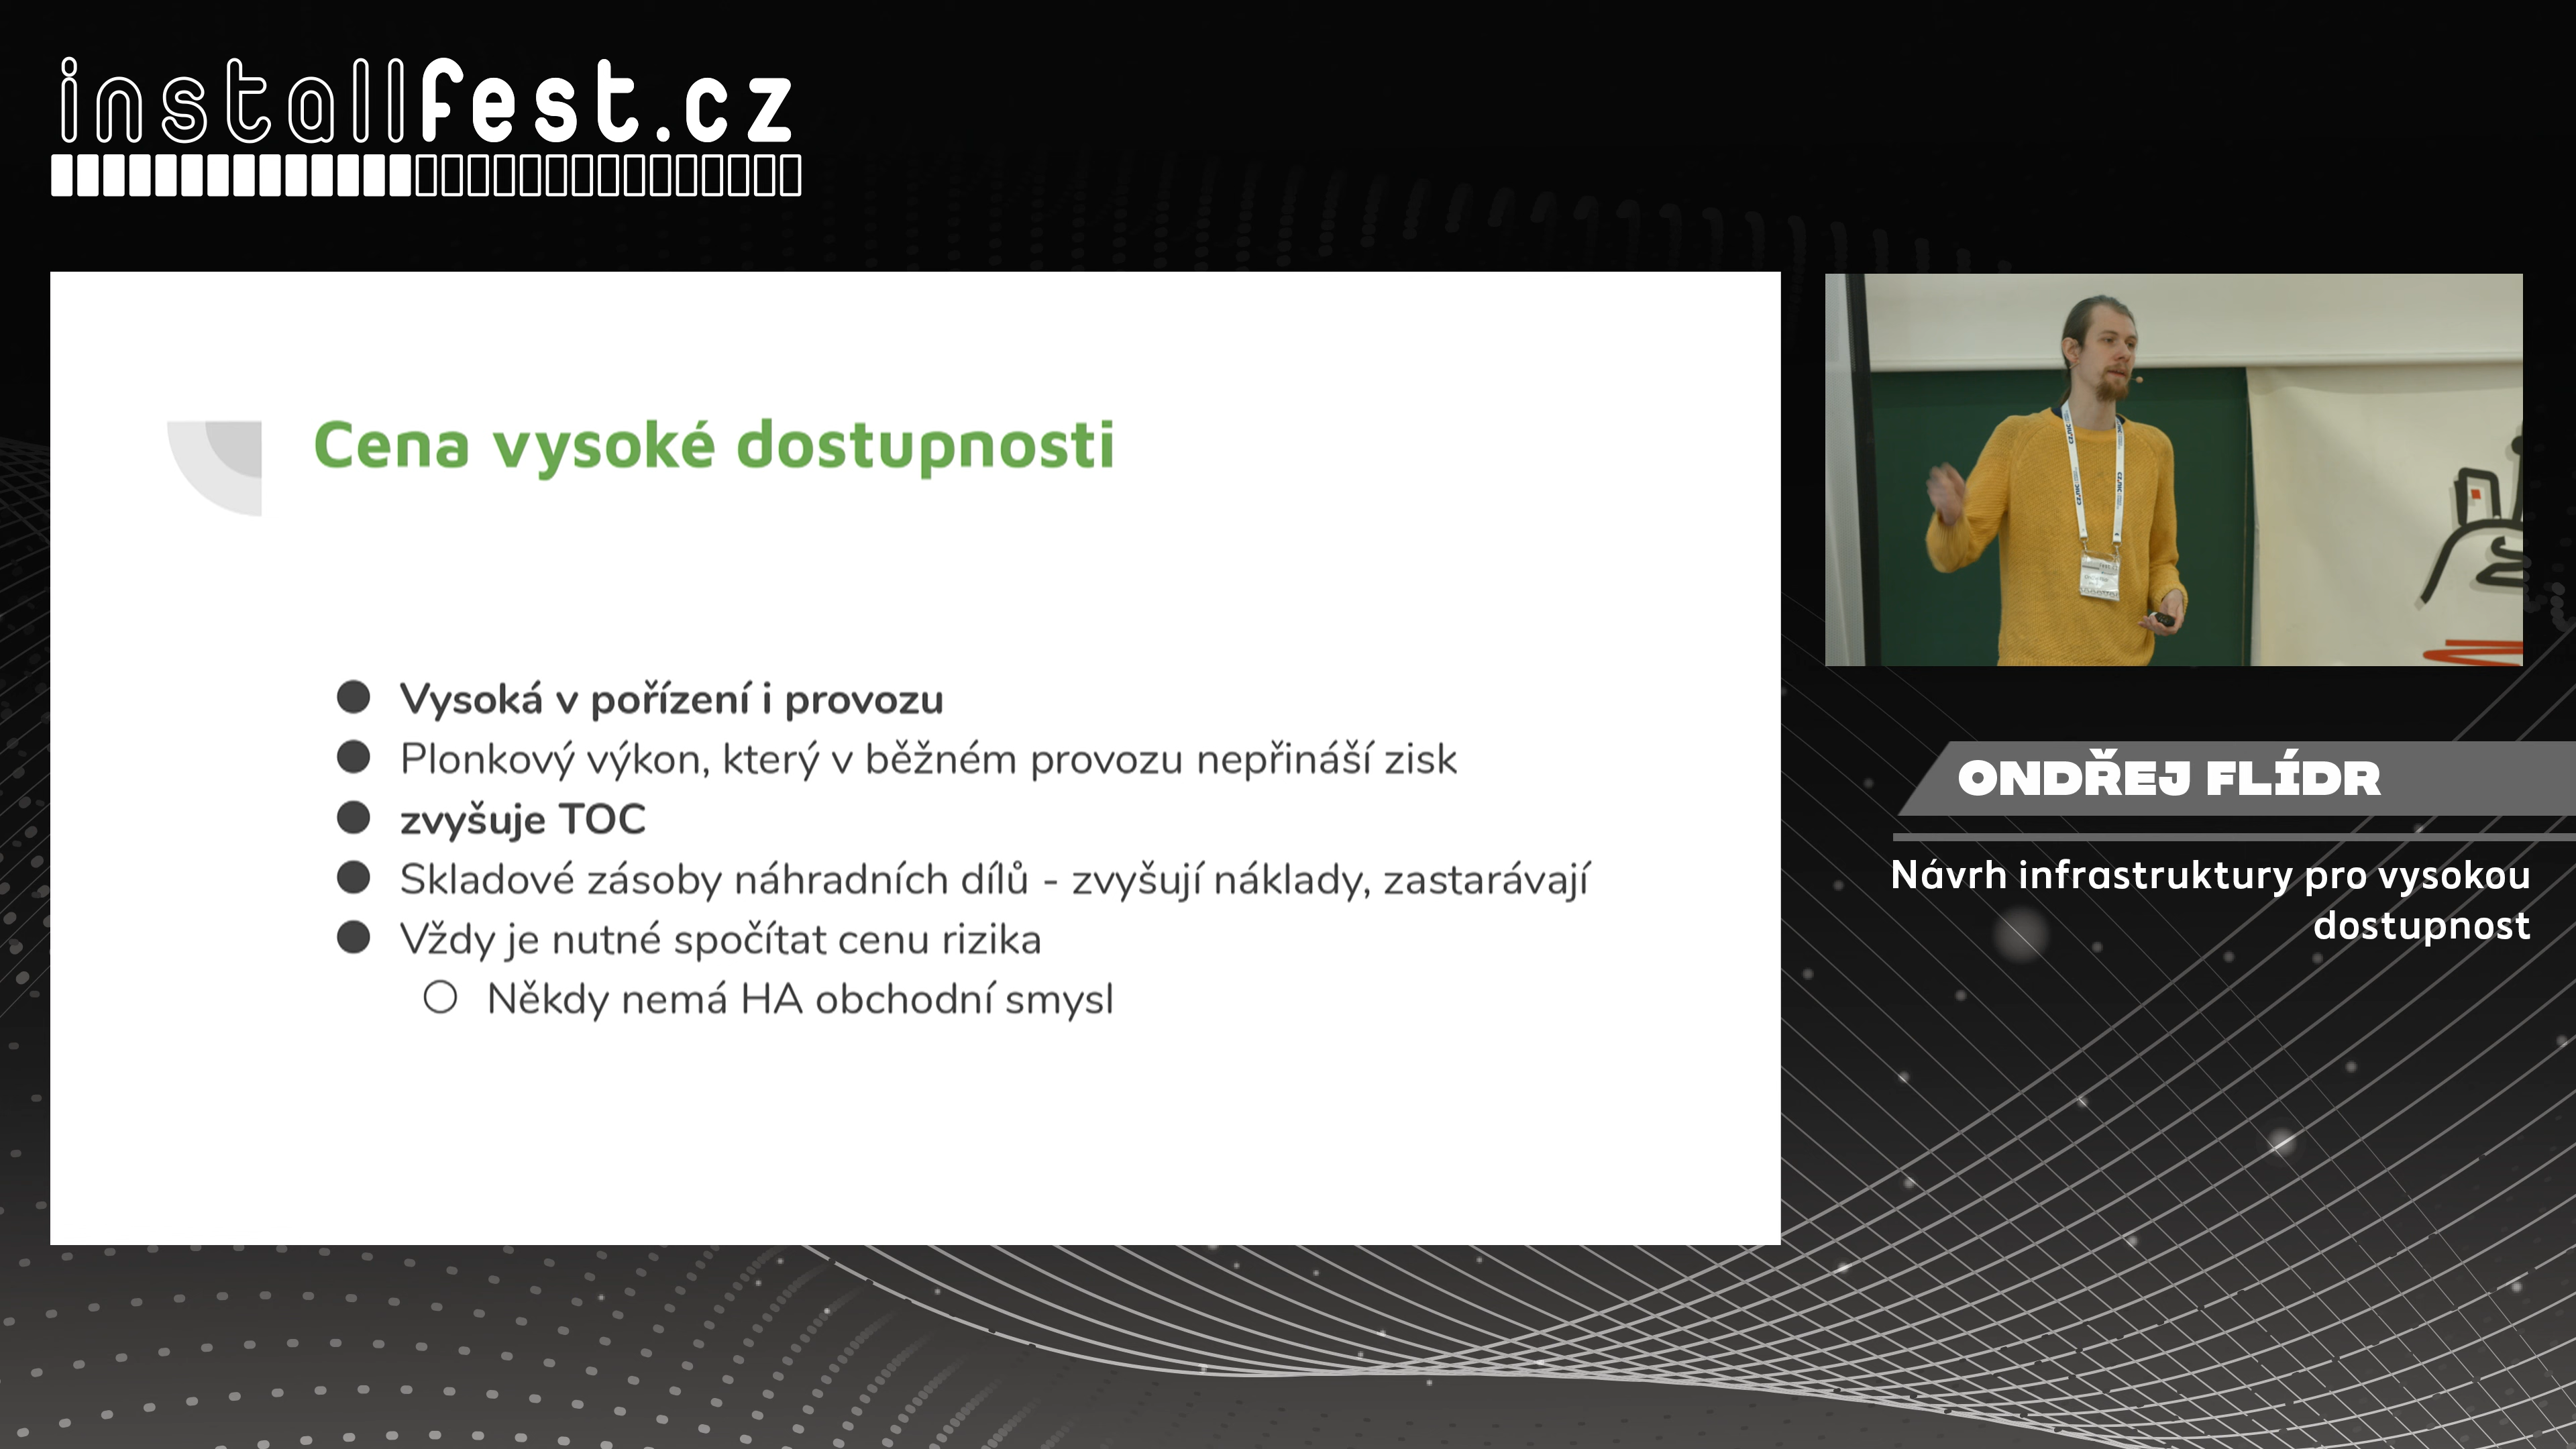 installfest.cz
Cena vysoké dostupnosti
Vysoká v pořízení i provozu
Plonkový výkon, který v běžném provozu nepřináší zisk
zvyšuje TOC
Skladové zásoby náhradních dílů - zvyšují náklady, zastarávají
Vždy je nutné spočítat cenu rizika
Někdy nemá HA obchodní smysl
ONDŘEJ FLÍDR
Návrh infrastruktury pro vysokou
dostupnost